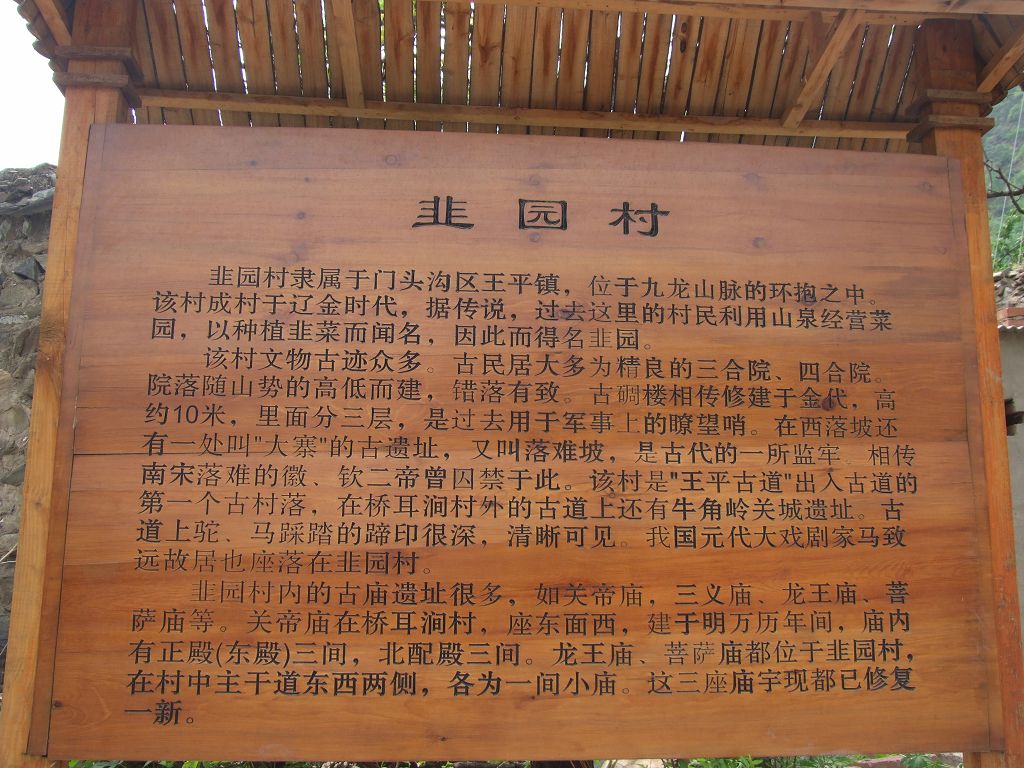 韭园村
韭园村隶属于门头沟区王平镇，位于九龙山脉的环抱之中。
该村成村于辽金时代，据传说，过去这里的村民利用山泉经营菜
园，以种植韭菜而闻名，因此而得名韭园。
该村文物古迹众多。古民居大多为精良的三合院、四合院。
院落随山势的高低而建，错落有致。古碉楼相传修建于金代，高
约10米，里面分三层，是过去用于军事上的瞭望哨。在西落坡还
有一处叫"大寨"的古遗址，又叫落难坡，是古代的一所监牢。相传
南宋落难的徽、钦二帝曾囚禁于此。该村是"王平古道"出入古道的
第一个古村落，在桥耳涧村外的古道上还有牛角岭关城遗址。古
道上驼、马踩踏的蹄印很深，清晰可见。我国元代大戏剧家马致
远故居也座落在韭园村。
韭园村内的古庙遗址很多，如关帝庙，三义庙、龙王庙、菩
萨庙等。关帝庙在桥耳涧村，座东面西，建于明万历年间，庙内
有正殿(东殿)三间，北配殿三间。龙王庙、菩萨庙都位于韭园村，
在村中主干道东西两侧，各为一间小庙。这三座庙宇现都已修复
一新。